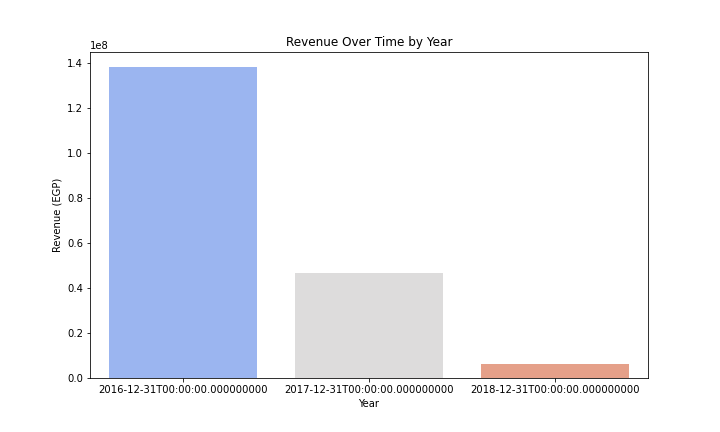 Revenue Over Time by Year
1e8
1.4
1.2
1.0
0.8
0.6
0.4
0.2
0.0
Revenue (EGP)
2016-12-31T00:00:00.000000000 2017-12-31T00:00:00.000000000 2018-12-31T00:00:00.000000000
Year